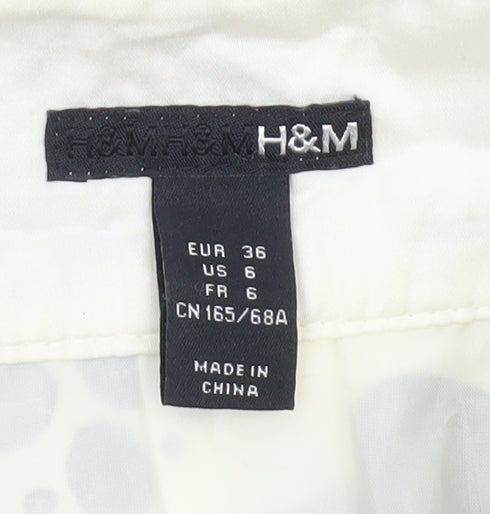 H&MH&MH&M
EUR 36
US 6
FR 6
CN 165/68A
MADE IN
CHINA